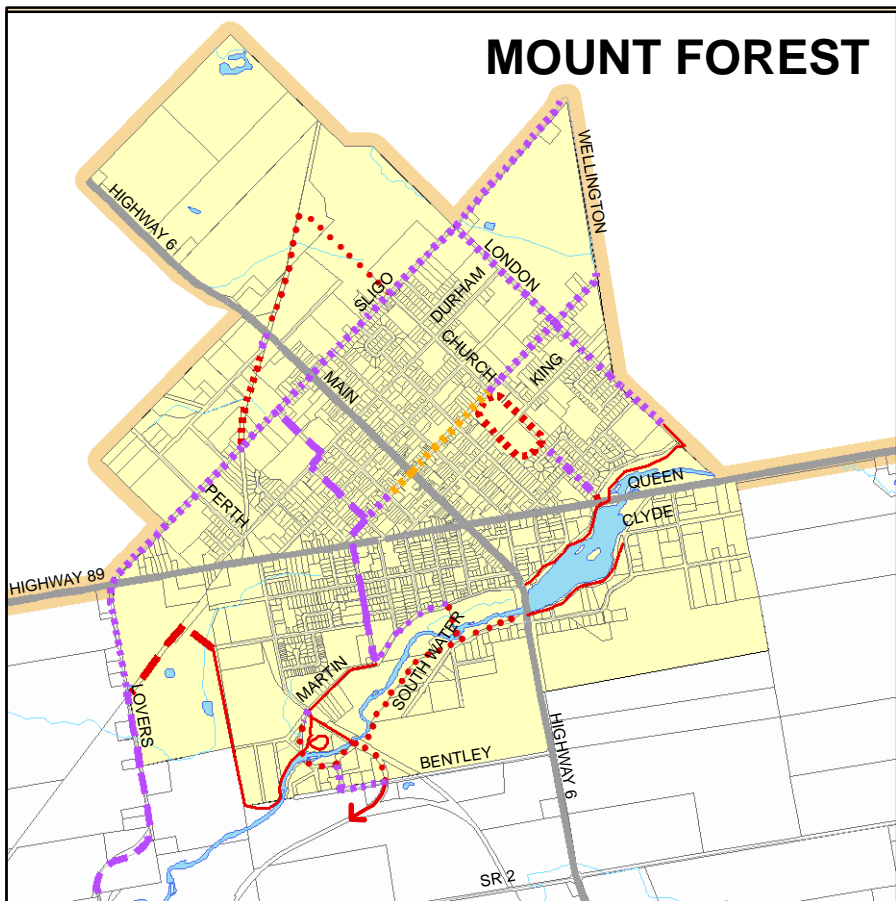 MOUNT FOREST
WELLINGTON
HIGHWAY 6
LONDON
SLIGO
DURHAM
CHURCH
KING
MAIN
PERTH
QUEEN
CLYDE
HIGHWAY 89
SOUTH WATER
MARTIN
LOVERS
BENTLEY
HIGHWAY 6
SR 2